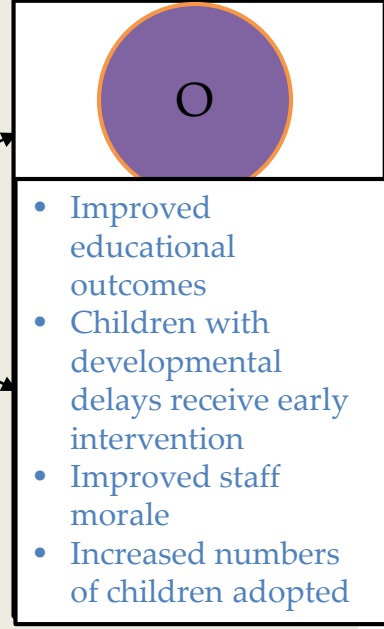 O
• Improved
educational
outcomes
• Children with
developmental
delays receive early
intervention
• Improved staff
morale
• Increased numbers
of children adopted